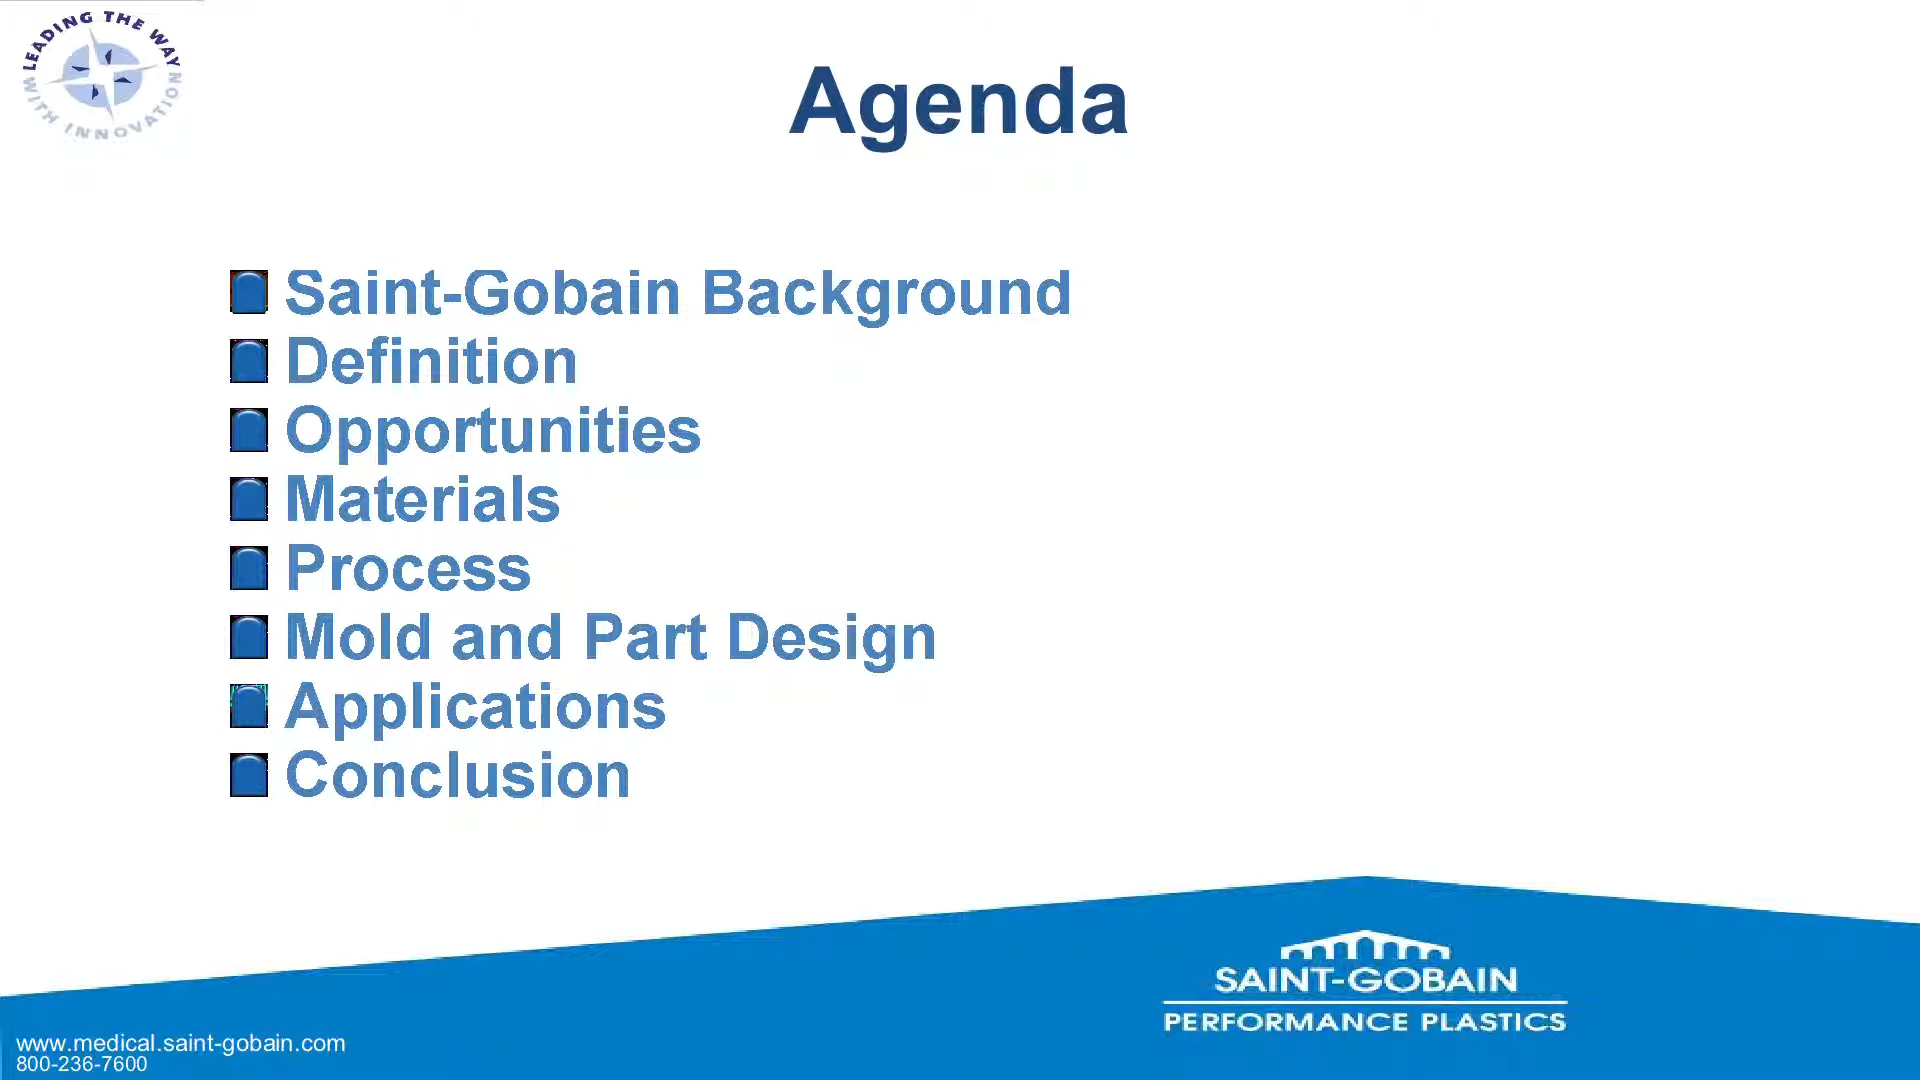 LEADING THE WAY
WITH INNOVATION
Agenda
Saint-Gobain Background
Definition
Opportunities
Materials
Process
Mold and Part Design
Applications
Conclusion
SAINT-GOBAIN
PERFORMANCE PLASTICS
www.medical.saint-gobain.com
800-236-7600